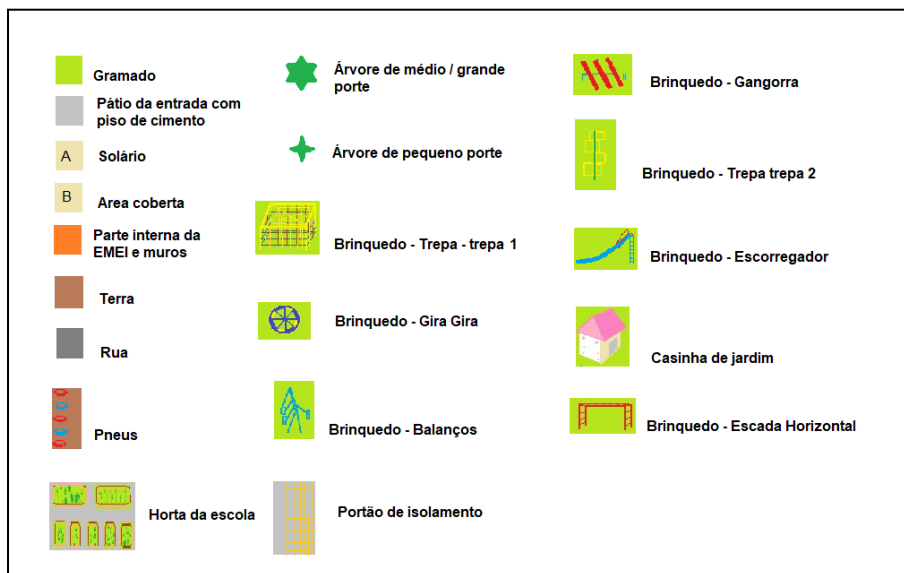 Gramado
Pátio da entrada com
piso de cimento
A
Solário
B
Area coberta
Parte interna da
EMEI e muros
Terra
Rua
Pneus
Horta da escola
Árvore de médio / grande
porte
Árvore de pequeno porte
Brinquedo - Trepa - trepa 1
Brinquedo - Gira Gira
Brinquedo - Balanços
Portão de isolamento
Brinquedo - Gangorra
Brinquedo - Trepa trepa 2
Brinquedo - Escorregador
Casinha de jardim
Brinquedo - Escada Horizontal